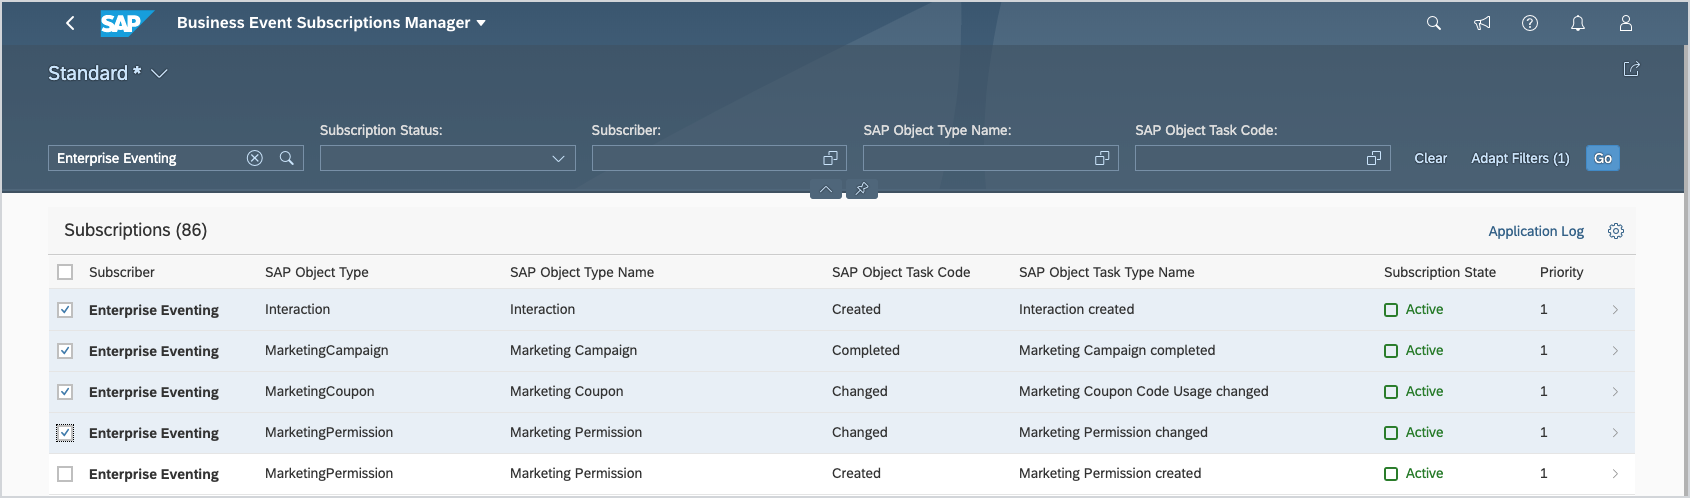 SAP Business Event Subscriptions Manager
Standard *
Subscription Status: Subscriber: SAP Object Type Name: SAP Object Task Code:
Enterprise Eventing Clear Adapt Filters (1) Go
Subscriptions (86) Application Log
Subscriber SAP Object Type SAP Object Type Name SAP Object Task Code SAP Object Task Type Name Subscription State Priority
Enterprise Eventing Interaction Interaction Created Interaction created Active 1
Enterprise Eventing MarketingCampaign Marketing Campaign Completed Marketing Campaign completed Active 1
Enterprise Eventing MarketingCoupon Marketing Coupon Changed Marketing Coupon Code Usage changed Active 1
Enterprise Eventing MarketingPermission Marketing Permission Changed Marketing Permission changed Active 1
Enterprise Eventing MarketingPermission Marketing Permission Created Marketing Permission created Active 1